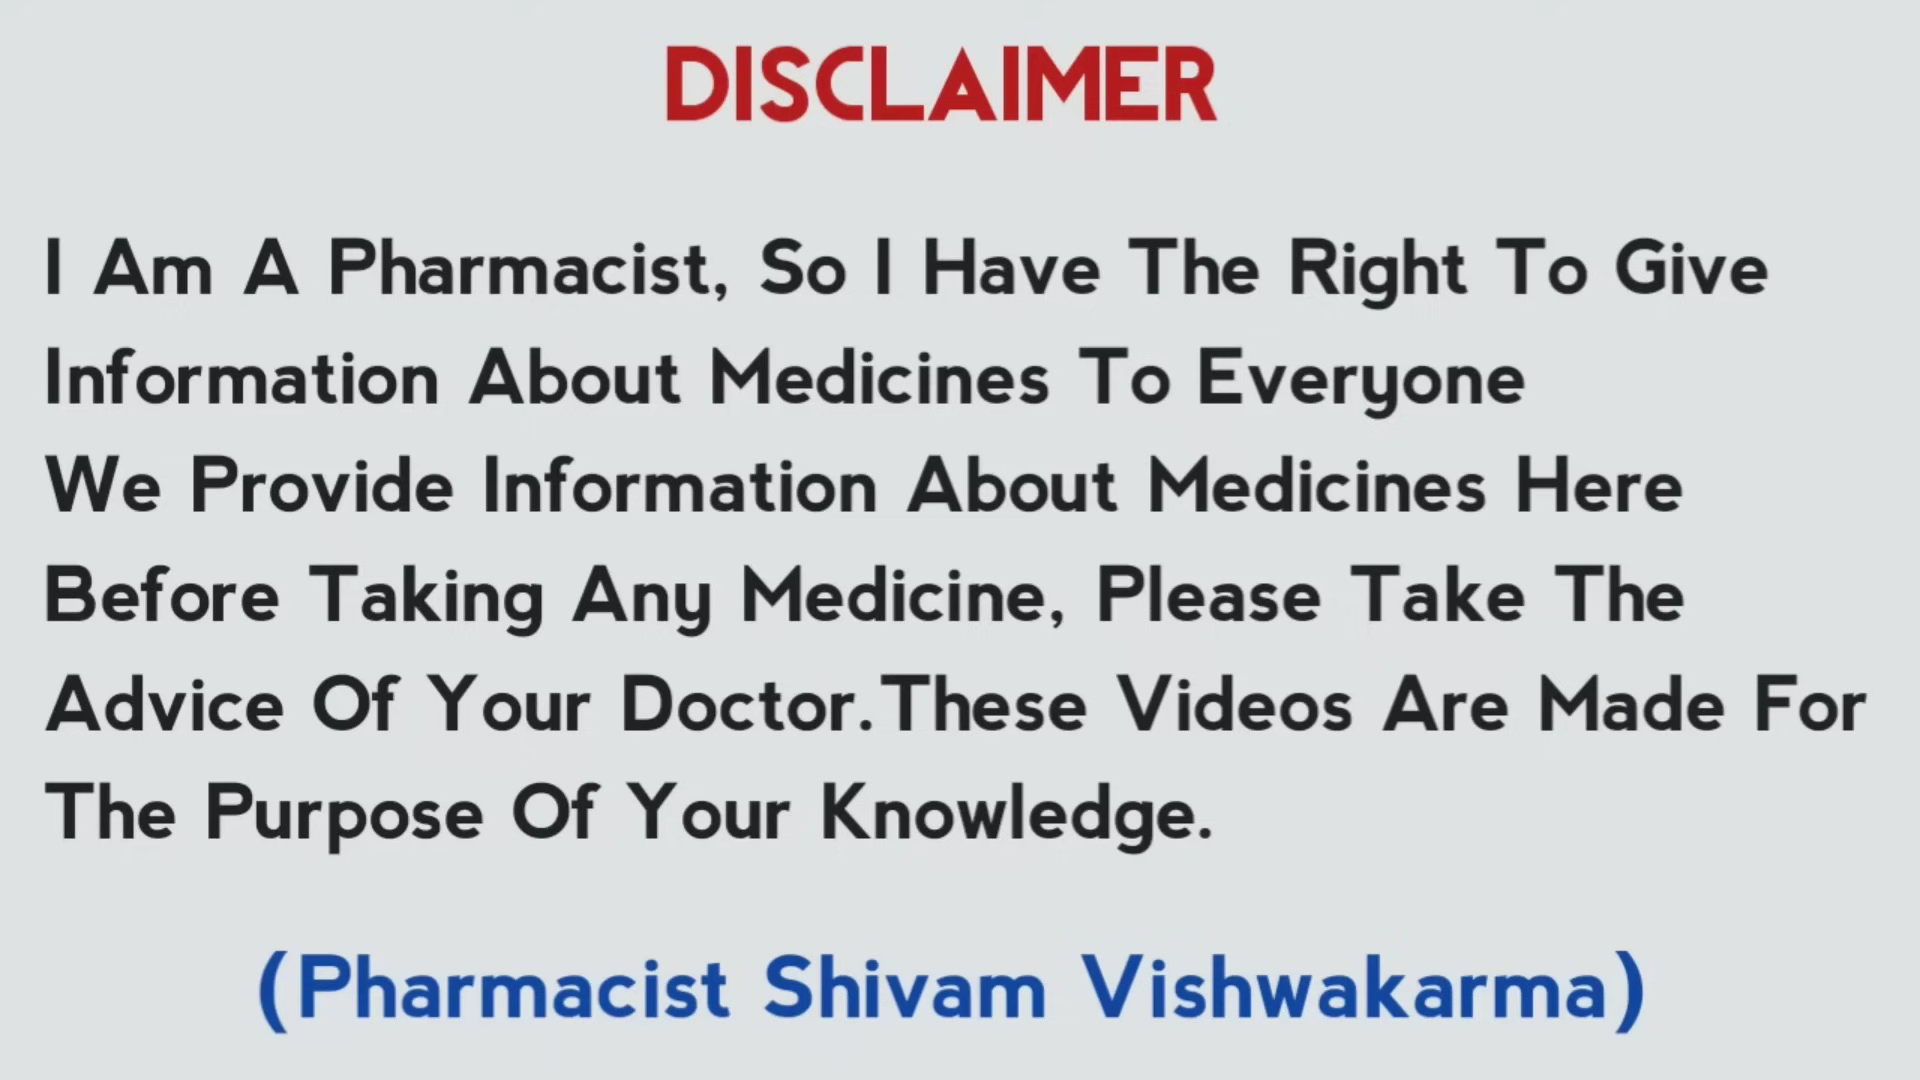 DISCLAIMER
I Am A Pharmacist, So I Have The Right To Give
Information About Medicines To Everyone
We Provide Information About Medicines Here
Before Taking Any Medicine, Please Take The
Advice Of Your Doctor.These Videos Are Made For
The Purpose Of Your Knowledge.
(Pharmacist Shivam Vishwakarma)